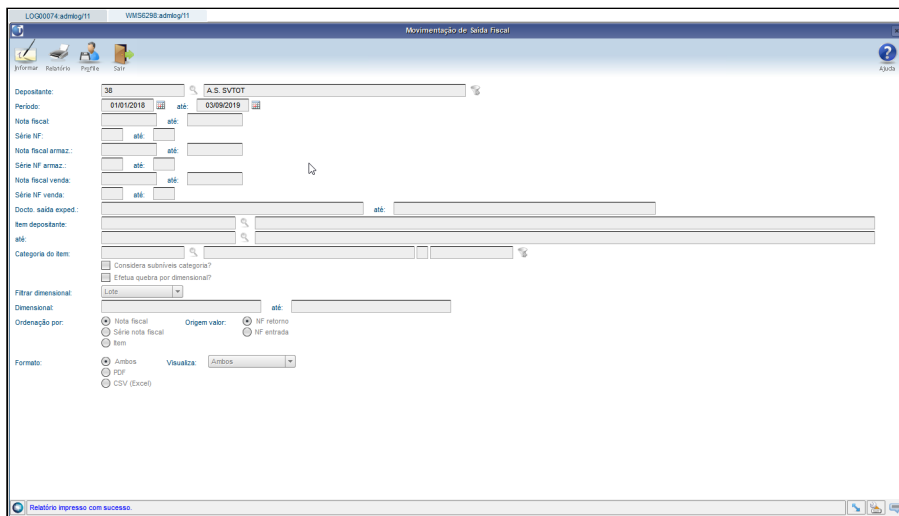 LOG00074:admlog/11 WMS6298:admlog/11
Movimentação de Saída Fiscal
Informar Relatório Profile Sair Ajuda
Depositante: 38 A.S. SVTOT
Período: 01/01/2018 até: 03/09/2019
Nota fiscal: até:
Série NF: até:
Nota fiscal armaz.: até:
Série NF armaz.: até:
Nota fiscal venda: até:
Série NF venda: até:
Docto. saída exped.: até:
Item depositante:
até:
Categoria do item:
Considera subníveis categoria?
Efetua quebra por dimensional?
Filtrar dimensional: Lote
Dimensional: até:
Ordenação por: Nota fiscal Origem valor: NF retorno
Série nota fiscal NF entrada
Item
Formato: Ambos Visualiza: Ambos
PDF
CSV (Excel)
Relatório impresso com sucesso.